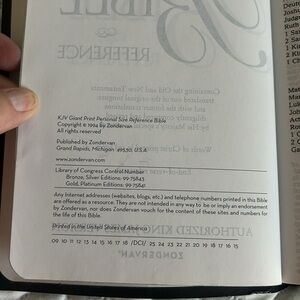 KJV Giant Print Personal Size Reference Bible
Copyright © 1994 by Zondervan
All rights reserved
Published by Zondervan
Grand Rapids, Michigan 49530, U.S.A.
www.zondervan.com
Library of Congress Control Number
Bronze, Silver Editions: 99-75843
Gold, Platinum Editions: 99-75841
Any Internet addresses (websites, blogs, etc.) and telephone numbers printed in this Bible
are offered as a resource. They are not intended in any way to be or imply an endorsement
by Zondervan, nor does Zondervan vouch for the content of these sites and numbers for
the life of this Bible.
Printed in the United States of America
09 10 11 12 13 14 15 16 17 18 /DCI/ 25 24 23 22 21 20 19 18 17 16 15